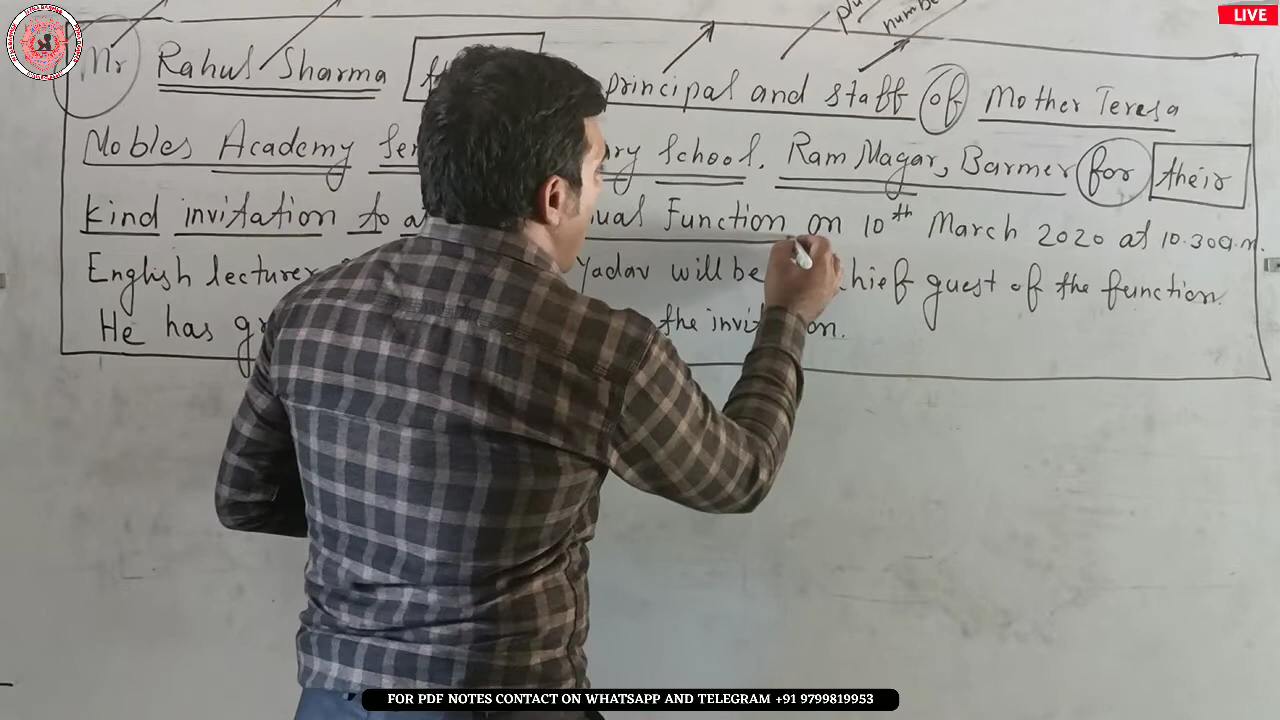 LIVE
plu
numbe
Mr Rahul Sharma principal and staff of Mother Teresa
Nobles Academy Sen ry School, Ram Nagar, Barmer for their
kind invitation to a ual Function on 10th March 2020 at 10.30a.m.
English lecturer Yadav will be hief guest of the function.
He has g the invit on.
FOR PDF NOTES CONTACT ON WHATSAPP AND TELEGRAM +91 9799819953